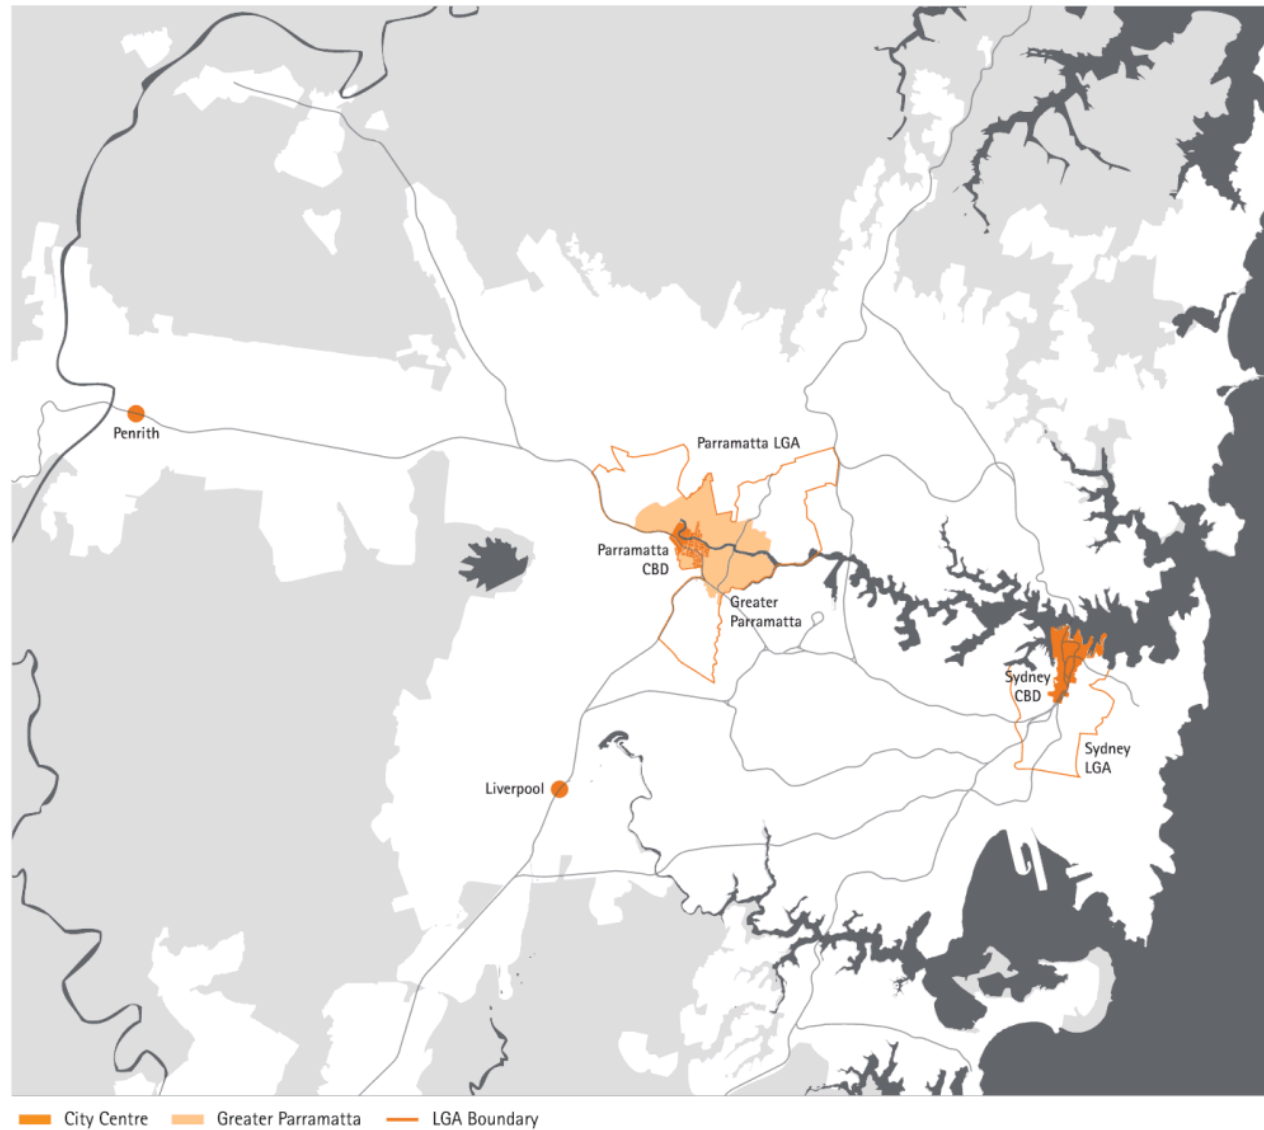 Parramatta LGA
Penrith
Parramatta
CBD
Greater
Parramatta
Sydney
CBD
Sydney
LGA
Liverpool
City Centre
Greater Parramatta
LGA Boundary